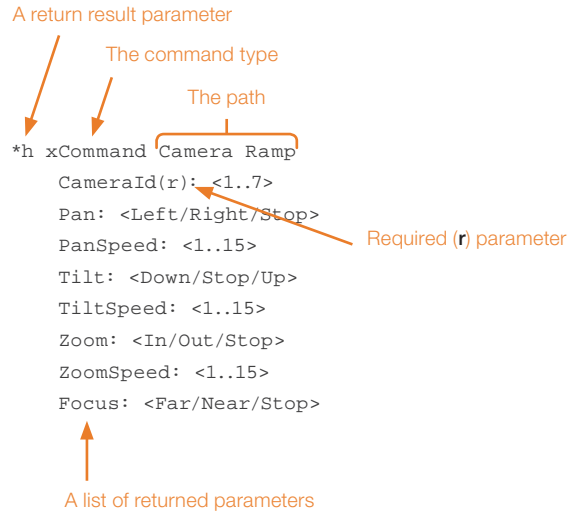 A return result parameter
The command type
The path
*h xCommand Camera Ramp
CameraId(r): <1..7>
Pan: <Left/Right/Stop>
PanSpeed: <1..15>
Required (r) parameter
Tilt: <Down/Stop/Up>
TiltSpeed: <1..15>
Zoom: <In/Out/Stop>
ZoomSpeed: <1..15>
Focus: <Far/Near/Stop>
A list of returned parameters